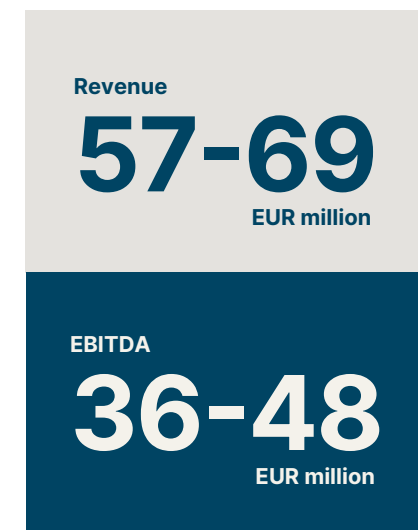 Revenue
57-69
EUR million
EBITDA
36-48
EUR million